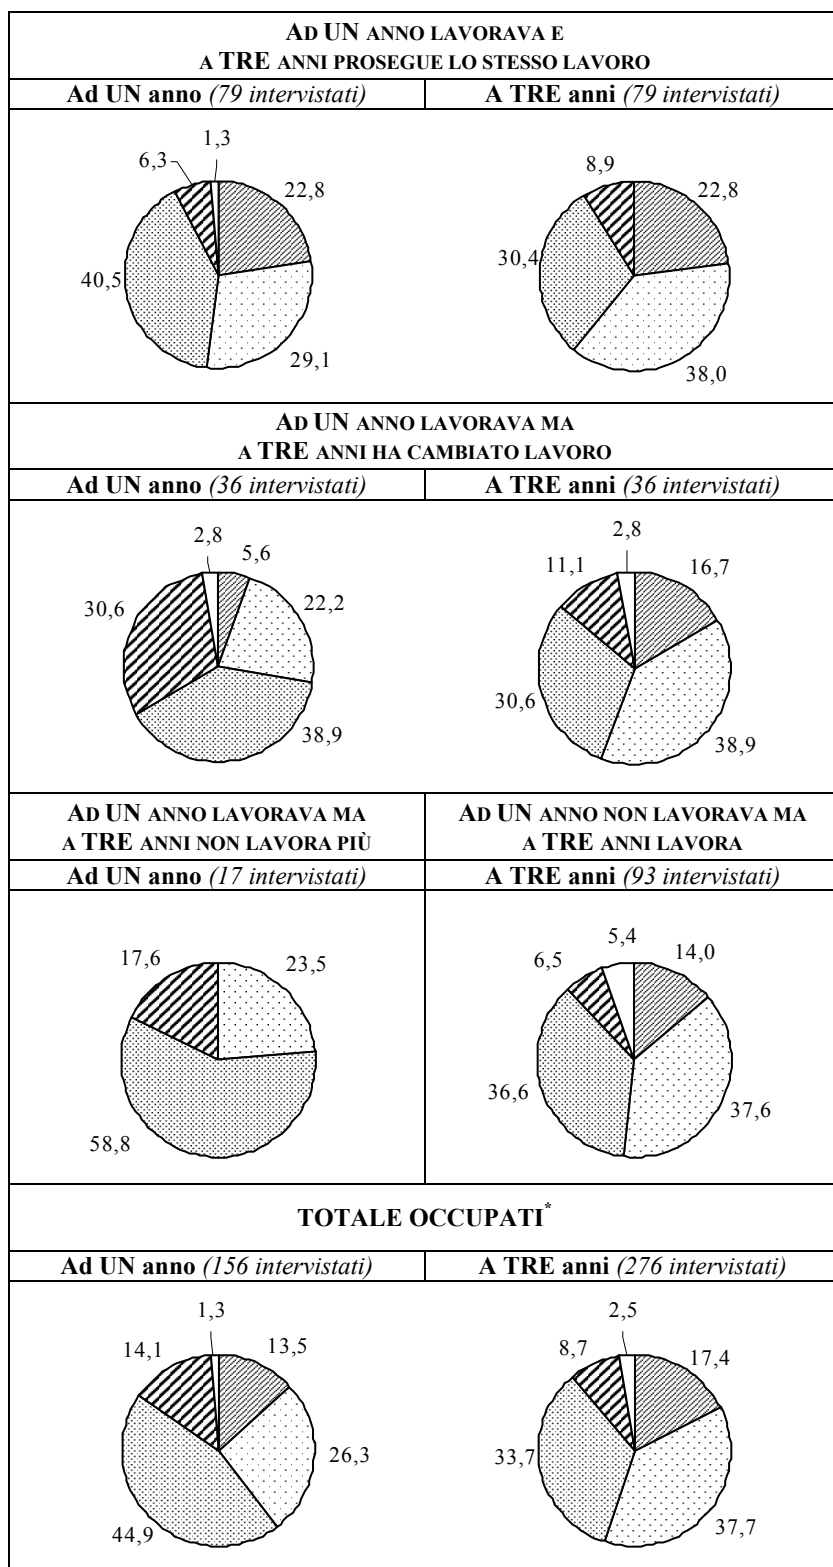 AD UN ANNO LAVORAVA E
A TRE ANNI PROSEGUE LO STESSO LAVORO
Ad UN anno (79 intervistati)
A TRE anni (79 intervistati)
1,3
6,3
22,8
40,5
29,1
8,9
22,8
30,4
38,0
AD UN ANNO LAVORAVA MA
A TRE ANNI HA CAMBIATO LAVORO
Ad UN anno (36 intervistati)
A TRE anni (36 intervistati)
2,8
5,6
30,6
22,2
38,9
2,8
11,1
16,7
30,6
38,9
AD UN ANNO LAVORAVA MA
A TRE ANNI NON LAVORA PIÙ
AD UN ANNO NON LAVORAVA MA
A TRE ANNI LAVORA
Ad UN anno (17 intervistati)
A TRE anni (93 intervistati)
17,6
23,5
58,8
5,4
6,5
14,0
36,6
37,6
TOTALE OCCUPATI*
Ad UN anno (156 intervistati)
A TRE anni (276 intervistati)
1,3
14,1
13,5
26,3
44,9
2,5
8,7
17,4
33,7
37,7